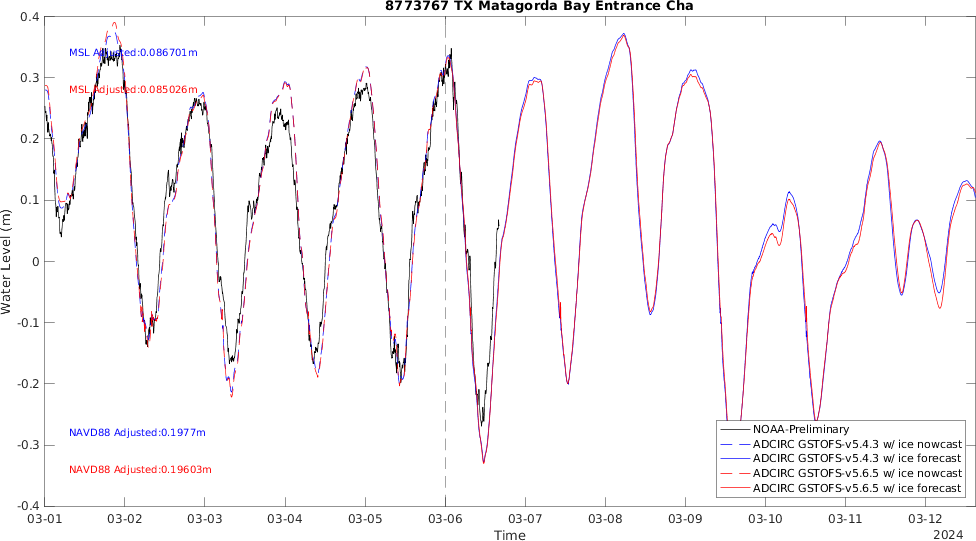 8773767 TX Matagorda Bay Entrance Cha
Water Level (m)
0.4
0.3
0.2
0.1
0
-0.1
-0.2
-0.3
-0.4
MSL Adjusted:0.086701m
MSL Adjusted:0.085026m
NAVD88 Adjusted:0.1977m
NAVD88 Adjusted:0.19603m
NOAA-Preliminary
ADCIRC GSTOFS-v5.4.3 w/ ice nowcast
ADCIRC GSTOFS-v5.4.3 w/ ice forecast
ADCIRC GSTOFS-v5.6.5 w/ ice nowcast
ADCIRC GSTOFS-v5.6.5 w/ ice forecast
03-01 03-02 03-03 03-04 03-05 03-06 03-07 03-08 03-09 03-10 03-11 03-12
Time
2024